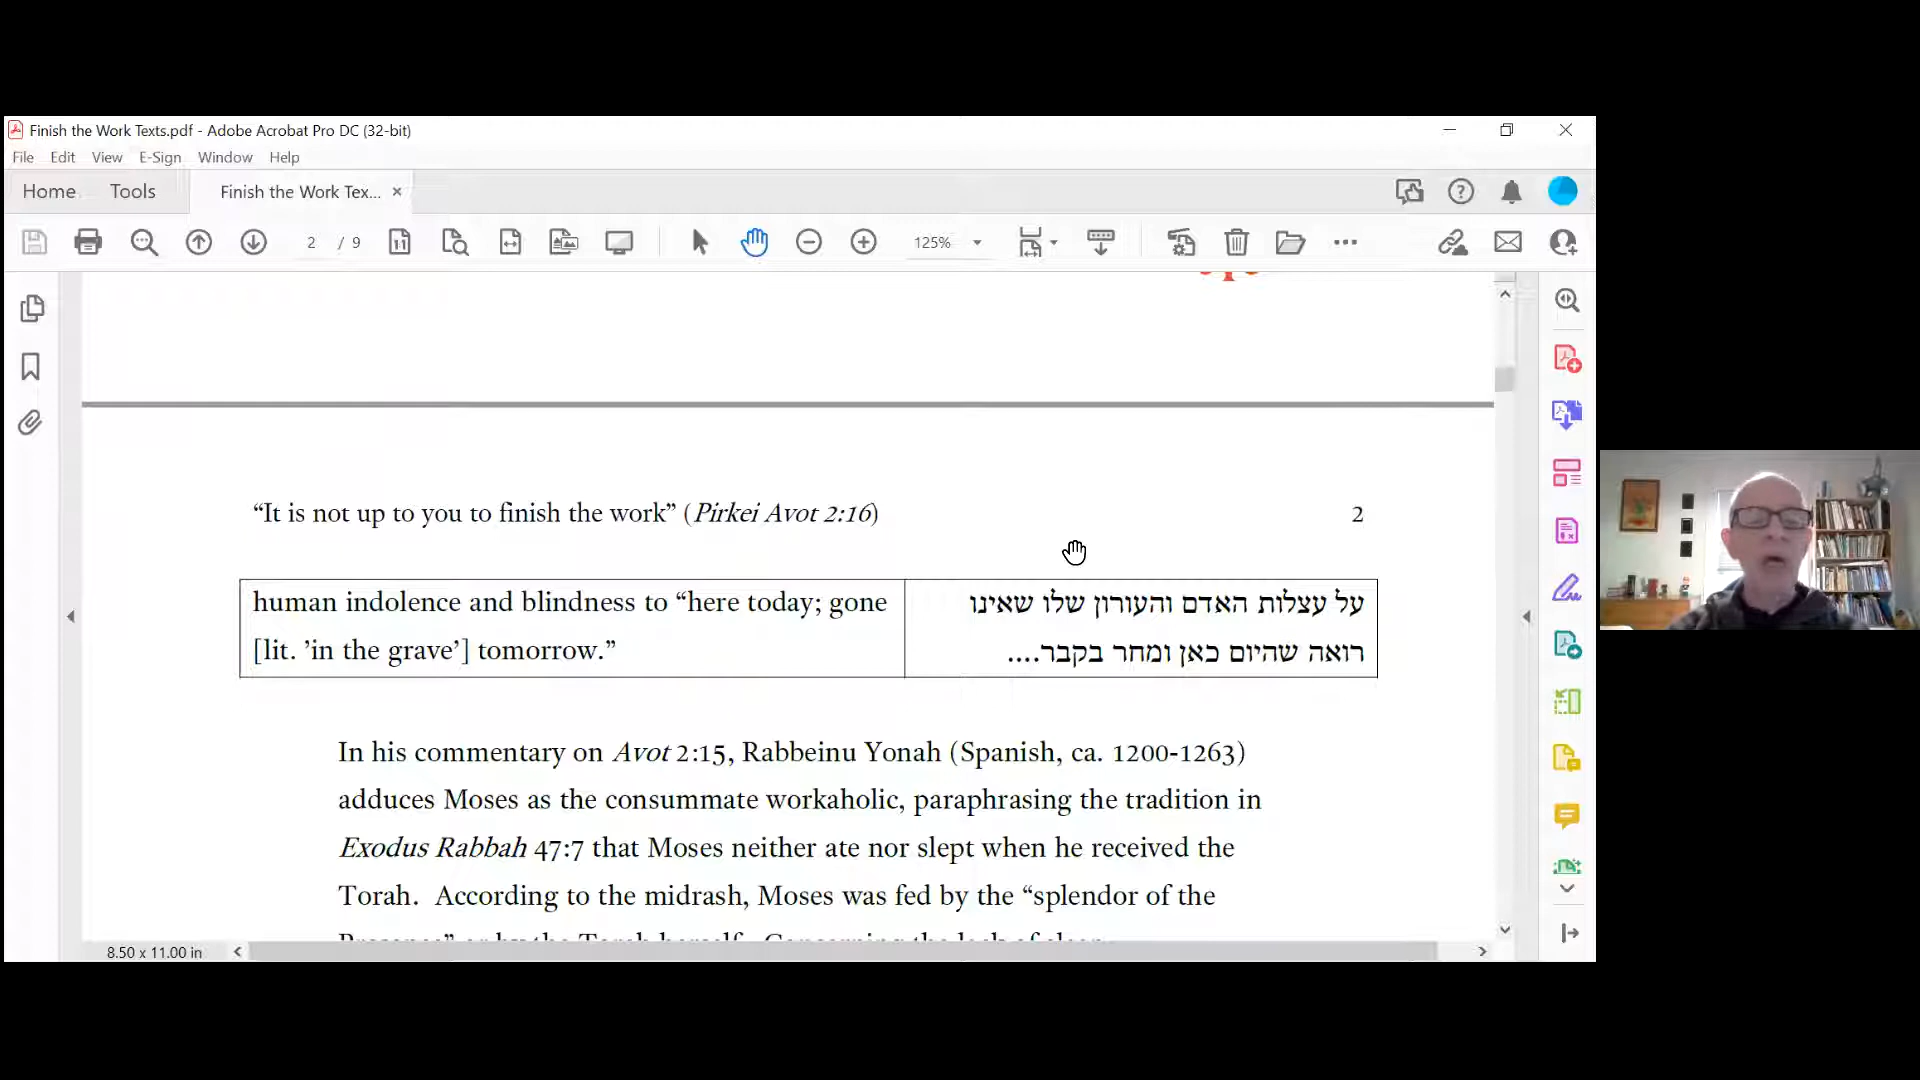 Finish the Work Texts.pdf - Adobe Acrobat Pro DC (32-bit)
File Edit View E-Sign Window Help
Home Tools Finish the Work Tex... ×
2 / 9 125%
“It is not up to you to finish the work” (Pirkei Avot 2:16) 2
human indolence and blindness to “here today; gone
[lit. ’in the grave’] tomorrow.”
על עצלות האדם והעורון שלו שאינו
רואה שהיום כאן ומחר בקבר....
In his commentary on Avot 2:15, Rabbeinu Yonah (Spanish, ca. 1200-1263)
adduces Moses as the consummate workaholic, paraphrasing the tradition in
Exodus Rabbah 47:7 that Moses neither ate nor slept when he received the
Torah.  According to the midrash, Moses was fed by the “splendor of the
8.50 x 11.00 in